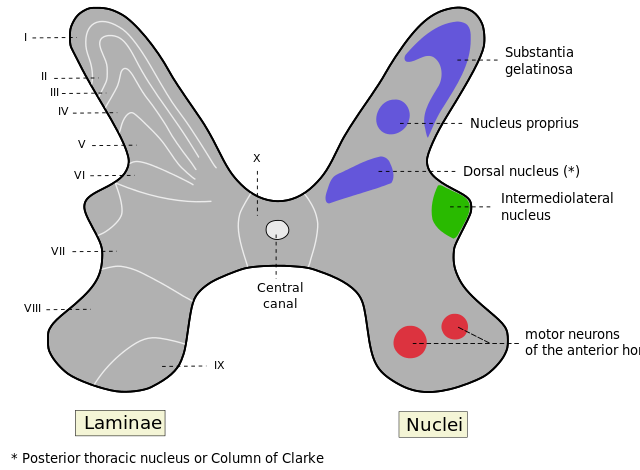 I
II
III
IV
V
VI
VII
VIII
IX
X
Central
canal
Substantia
gelatinosa
Nucleus proprius
Dorsal nucleus (*)
Intermediolateral
nucleus
motor neurons
of the anterior hor
Laminae
Nuclei
* Posterior thoracic nucleus or Column of Clarke